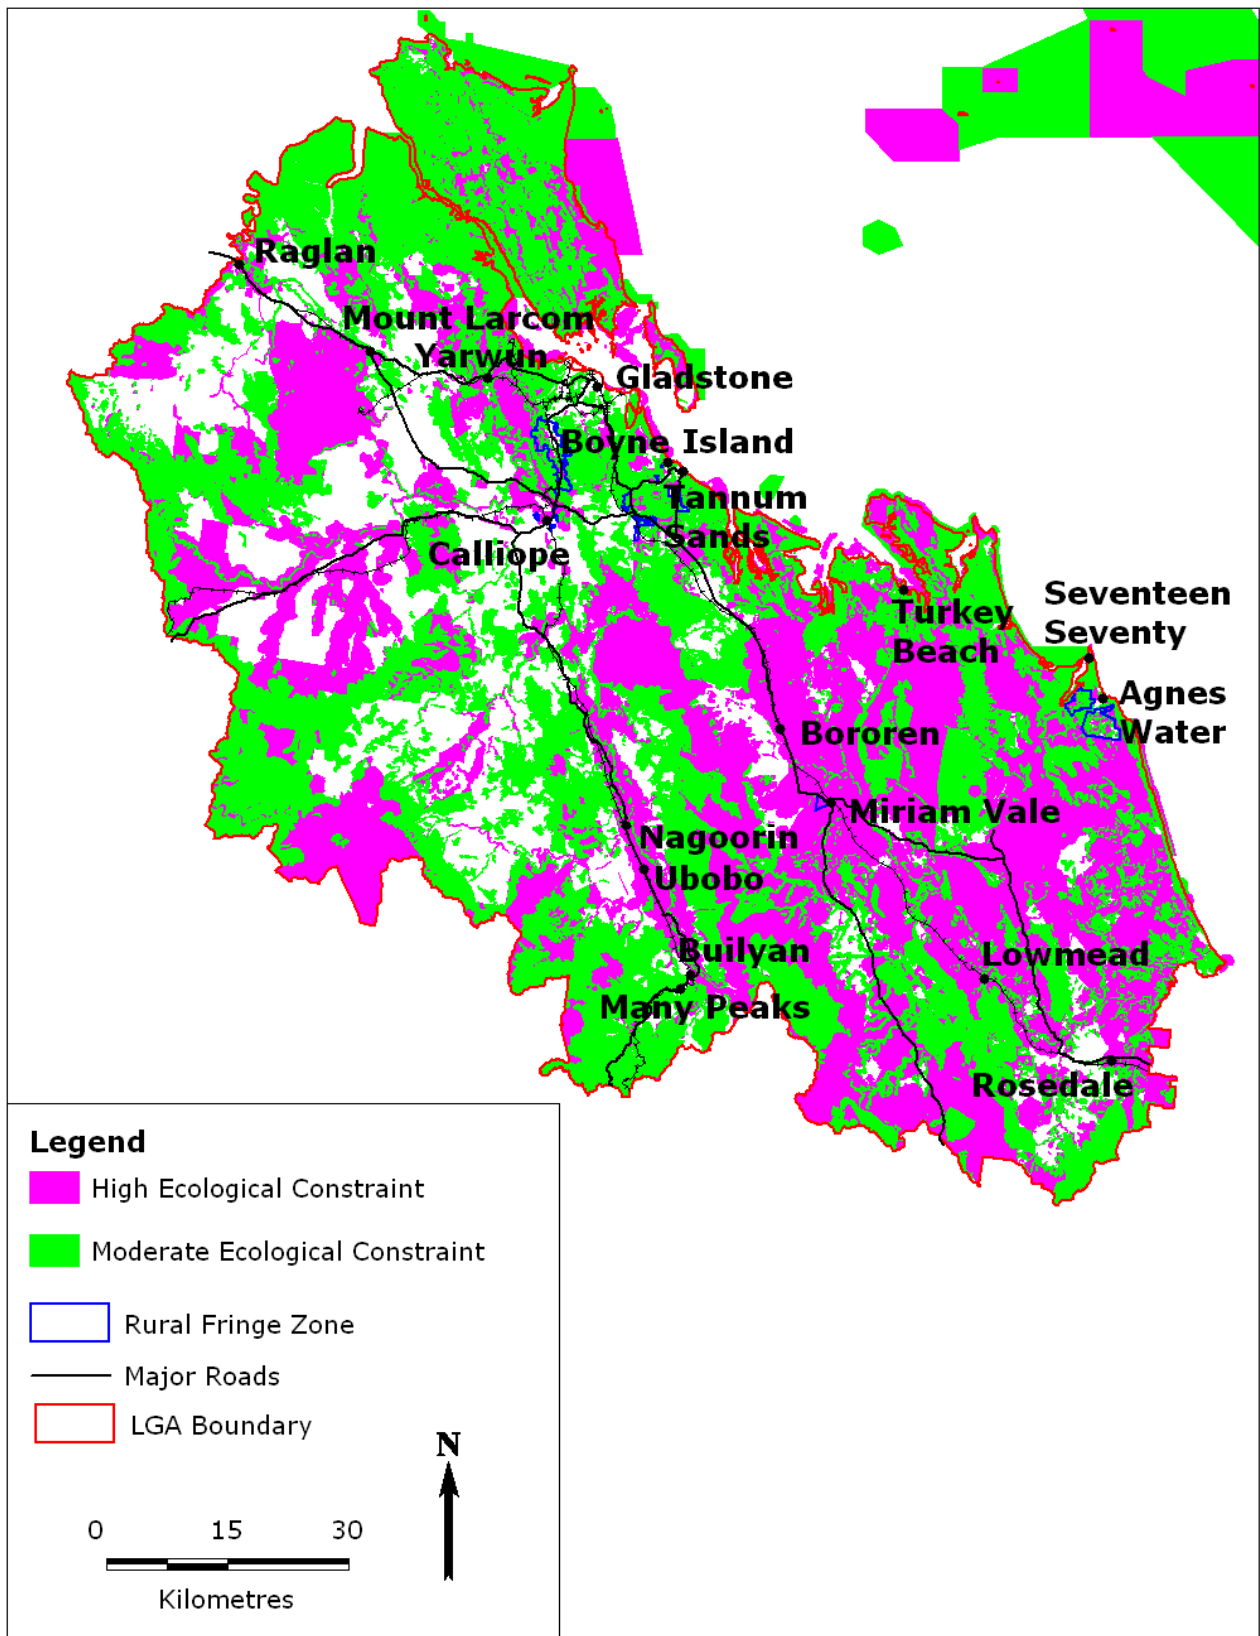 Raglan
Mount Larcom
Yarwun
Gladstone
Boyne Island
Tannum
Sands
Calliope
Turkey
Beach
Seventeen
Seventy
Agnes
Water
Bororen
Miriam Vale
Nagoorin
Ubobo
Builyan
Many Peaks
Lowmead
Rosedale
Legend
High Ecological Constraint
Moderate Ecological Constraint
Rural Fringe Zone
Major Roads
LGA Boundary
N
0 15 30
Kilometres